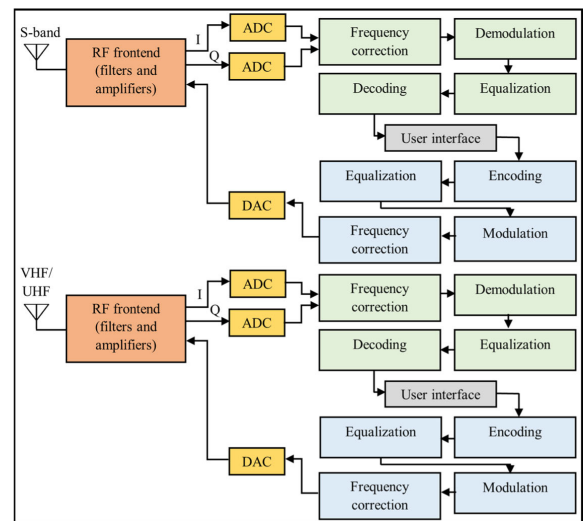 S-band
RF frontend
(filters and
amplifiers)
I
Q
ADC
ADC
Frequency
correction
Demodulation
Decoding
Equalization
User interface
Equalization
Encoding
DAC
Frequency
correction
Modulation
VHF/
UHF
RF frontend
(filters and
amplifiers)
I
Q
ADC
ADC
Frequency
correction
Demodulation
Decoding
Equalization
User interface
Equalization
Encoding
DAC
Frequency
correction
Modulation